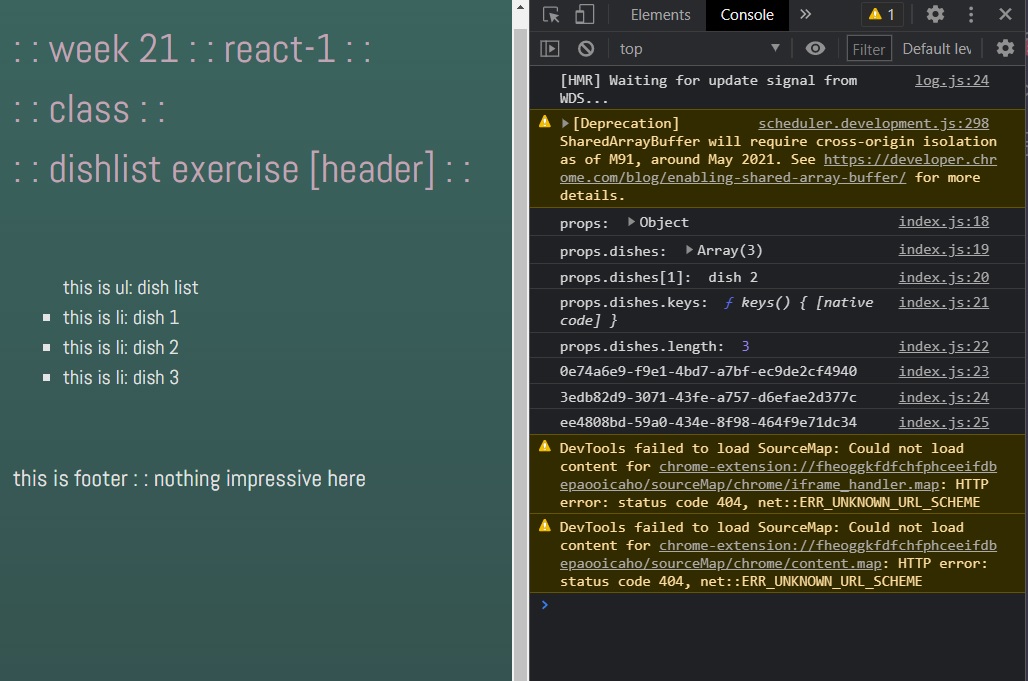 : : week 21 : : react-1 : :
: : class : :
: : dishlist exercise [header] : :
this is ul: dish list
this is li: dish 1
this is li: dish 2
this is li: dish 3
this is footer : : nothing impressive here
Elements Console » 1
top Filter Default lev
[HMR] Waiting for update signal from log.js:24
WDS...
[Deprecation] scheduler.development.js:298
SharedArrayBuffer will require cross-origin isolation
as of M91, around May 2021. See https://developer.chr
ome.com/blog/enabling-shared-array-buffer/ for more
details.
props: Object index.js:18
props.dishes: Array(3) index.js:19
props.dishes[1]: dish 2 index.js:20
props.dishes.keys: ƒ keys() { [native index.js:21
code] }
props.dishes.length: 3 index.js:22
0e74a6e9-f9e1-4bd7-a7bf-ec9de2cf4940 index.js:23
3edb82d9-3071-43fe-a757-d6efae2d377c index.js:24
ee4808bd-59a0-434e-8f98-464f9e71dc34 index.js:25
DevTools failed to load SourceMap: Could not load
content for chrome-extension://fheoggkfdfchfphceeifdb
epaooicaho/sourceMap/chrome/iframe_handler.map: HTTP
error: status code 404, net::ERR_UNKNOWN_URL_SCHEME
DevTools failed to load SourceMap: Could not load
content for chrome-extension://fheoggkfdfchfphceeifdb
epaooicaho/sourceMap/chrome/content.map: HTTP error:
status code 404, net::ERR_UNKNOWN_URL_SCHEME